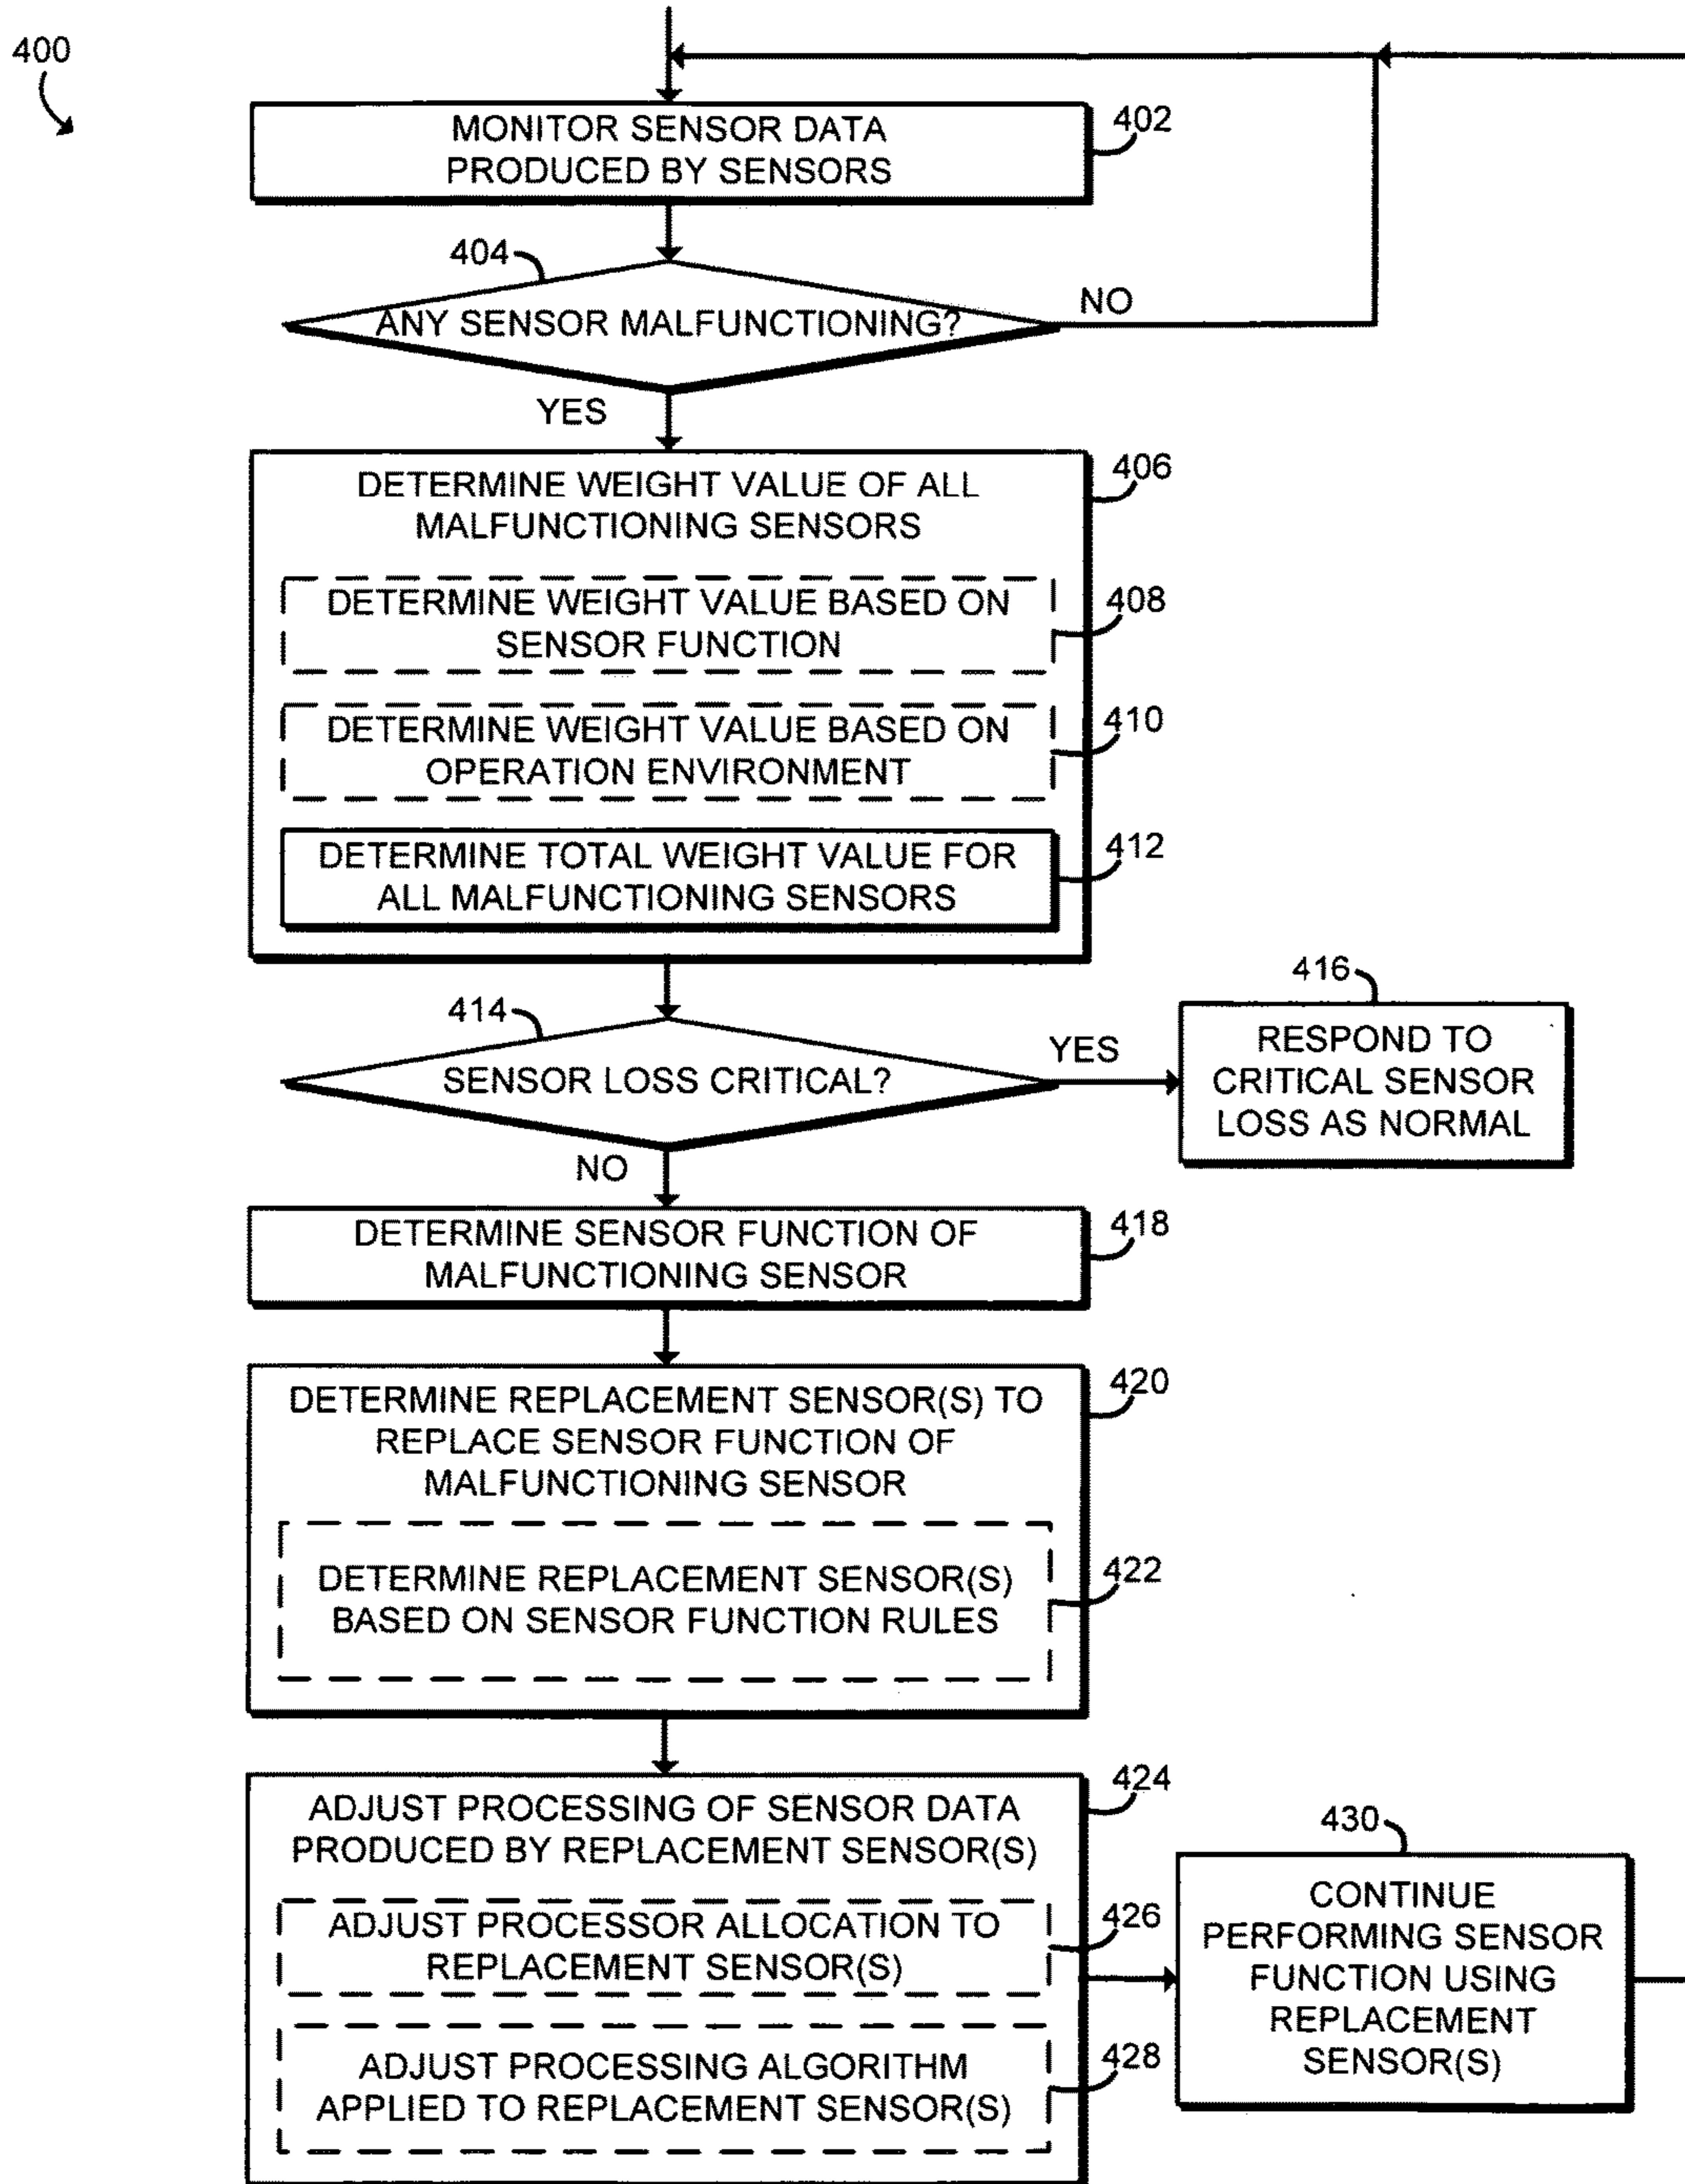 400
MONITOR SENSOR DATA
PRODUCED BY SENSORS
402
404
ANY SENSOR MALFUNCTIONING?
NO
YES
DETERMINE WEIGHT VALUE OF ALL
MALFUNCTIONING SENSORS
406
DETERMINE WEIGHT VALUE BASED ON
SENSOR FUNCTION
408
DETERMINE WEIGHT VALUE BASED ON
OPERATION ENVIRONMENT
410
DETERMINE TOTAL WEIGHT VALUE FOR
ALL MALFUNCTIONING SENSORS
412
414
SENSOR LOSS CRITICAL?
YES
416
RESPOND TO
CRITICAL SENSOR
LOSS AS NORMAL
NO
DETERMINE SENSOR FUNCTION OF
MALFUNCTIONING SENSOR
418
DETERMINE REPLACEMENT SENSOR(S) TO
REPLACE SENSOR FUNCTION OF
MALFUNCTIONING SENSOR
420
DETERMINE REPLACEMENT SENSOR(S)
BASED ON SENSOR FUNCTION RULES
422
ADJUST PROCESSING OF SENSOR DATA
PRODUCED BY REPLACEMENT SENSOR(S)
424
ADJUST PROCESSOR ALLOCATION TO
REPLACEMENT SENSOR(S)
426
ADJUST PROCESSING ALGORITHM
APPLIED TO REPLACEMENT SENSOR(S)
428
430
CONTINUE
PERFORMING SENSOR
FUNCTION USING
REPLACEMENT
SENSOR(S)